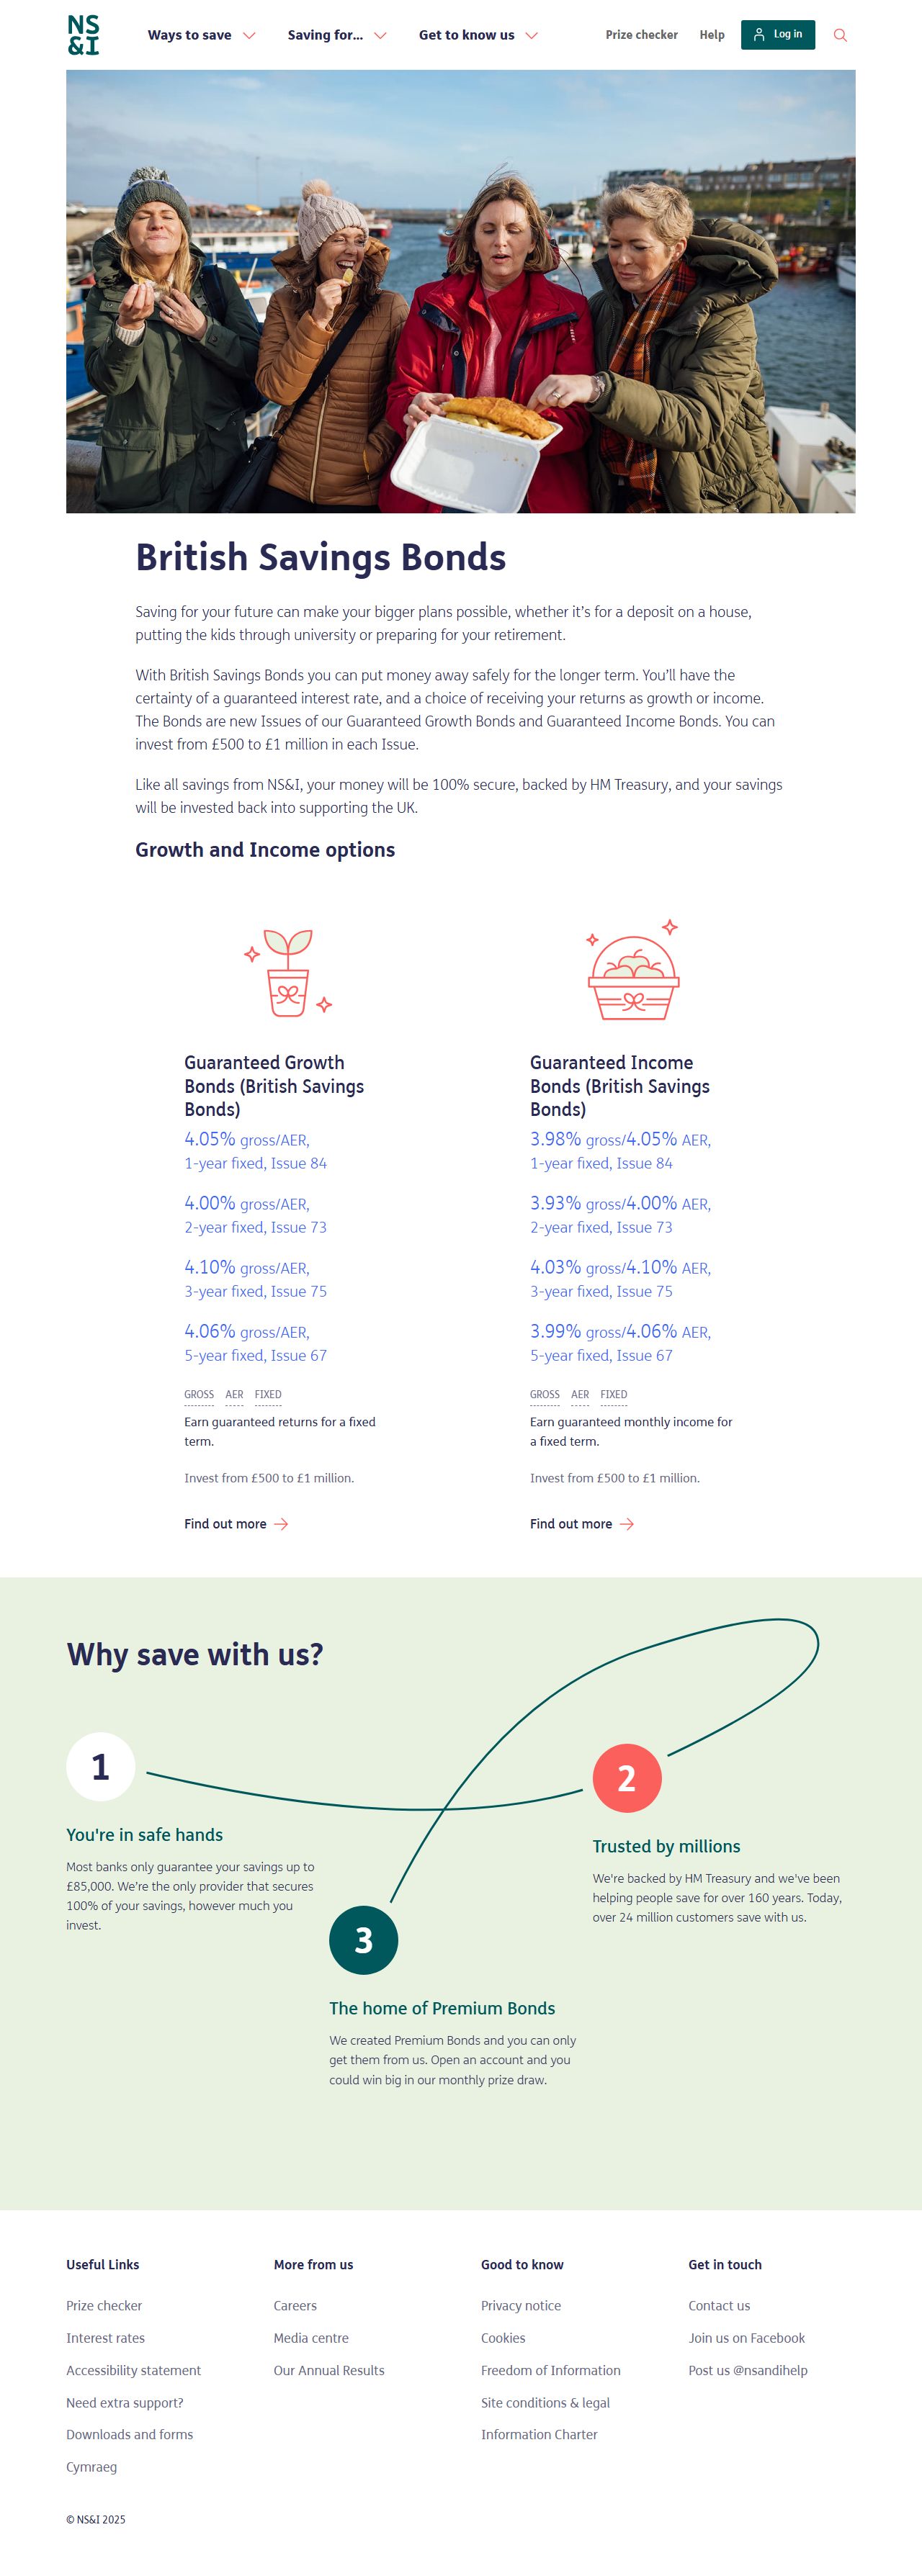 NS
&I
Ways to save
Saving for...
Get to know us
Prize checker
Help
Log in
British Savings Bonds
Saving for your future can make your bigger plans possible, whether it’s for a deposit on a house,
putting the kids through university or preparing for your retirement.
With British Savings Bonds you can put money away safely for the longer term. You’ll have the
certainty of a guaranteed interest rate, and a choice of receiving your returns as growth or income.
The Bonds are new Issues of our Guaranteed Growth Bonds and Guaranteed Income Bonds. You can
invest from £500 to £1 million in each Issue.
Like all savings from NS&I, your money will be 100% secure, backed by HM Treasury, and your savings
will be invested back into supporting the UK.
Growth and Income options
Guaranteed Growth
Bonds (British Savings
Bonds)
4.05% gross/AER,
1-year fixed, Issue 84
4.00% gross/AER,
2-year fixed, Issue 73
4.10% gross/AER,
3-year fixed, Issue 75
4.06% gross/AER,
5-year fixed, Issue 67
GROSS AER FIXED
Earn guaranteed returns for a fixed
term.
Invest from £500 to £1 million.
Find out more
Guaranteed Income
Bonds (British Savings
Bonds)
3.98% gross/4.05% AER,
1-year fixed, Issue 84
3.93% gross/4.00% AER,
2-year fixed, Issue 73
4.03% gross/4.10% AER,
3-year fixed, Issue 75
3.99% gross/4.06% AER,
5-year fixed, Issue 67
GROSS AER FIXED
Earn guaranteed monthly income for
a fixed term.
Invest from £500 to £1 million.
Find out more
Why save with us?
1
You're in safe hands
Most banks only guarantee your savings up to
£85,000. We’re the only provider that secures
100% of your savings, however much you
invest.
2
Trusted by millions
We're backed by HM Treasury and we've been
helping people save for over 160 years. Today,
over 24 million customers save with us.
3
The home of Premium Bonds
We created Premium Bonds and you can only
get them from us. Open an account and you
could win big in our monthly prize draw.
Useful Links
Prize checker
Interest rates
Accessibility statement
Need extra support?
Downloads and forms
Cymraeg
More from us
Careers
Media centre
Our Annual Results
Good to know
Privacy notice
Cookies
Freedom of Information
Site conditions & legal
Information Charter
Get in touch
Contact us
Join us on Facebook
Post us @nsandihelp
© NS&I 2025